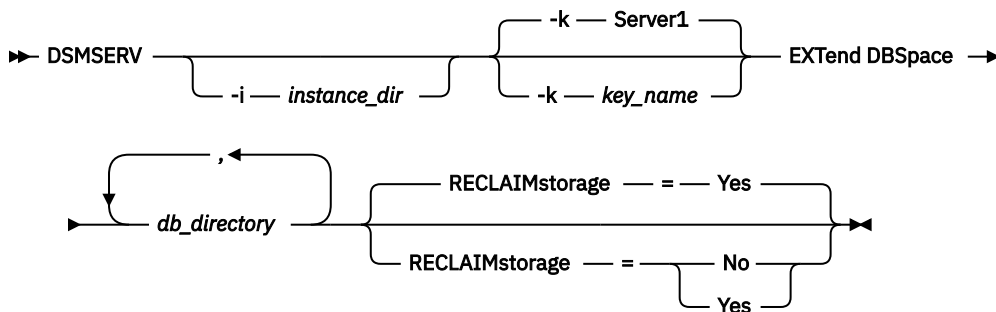 -k Server1
DSMSERV EXTend DBSpace
-i instance_dir -k key_name
,
RECLAIMstorage = Yes
db_directory
RECLAIMstorage = No
Yes